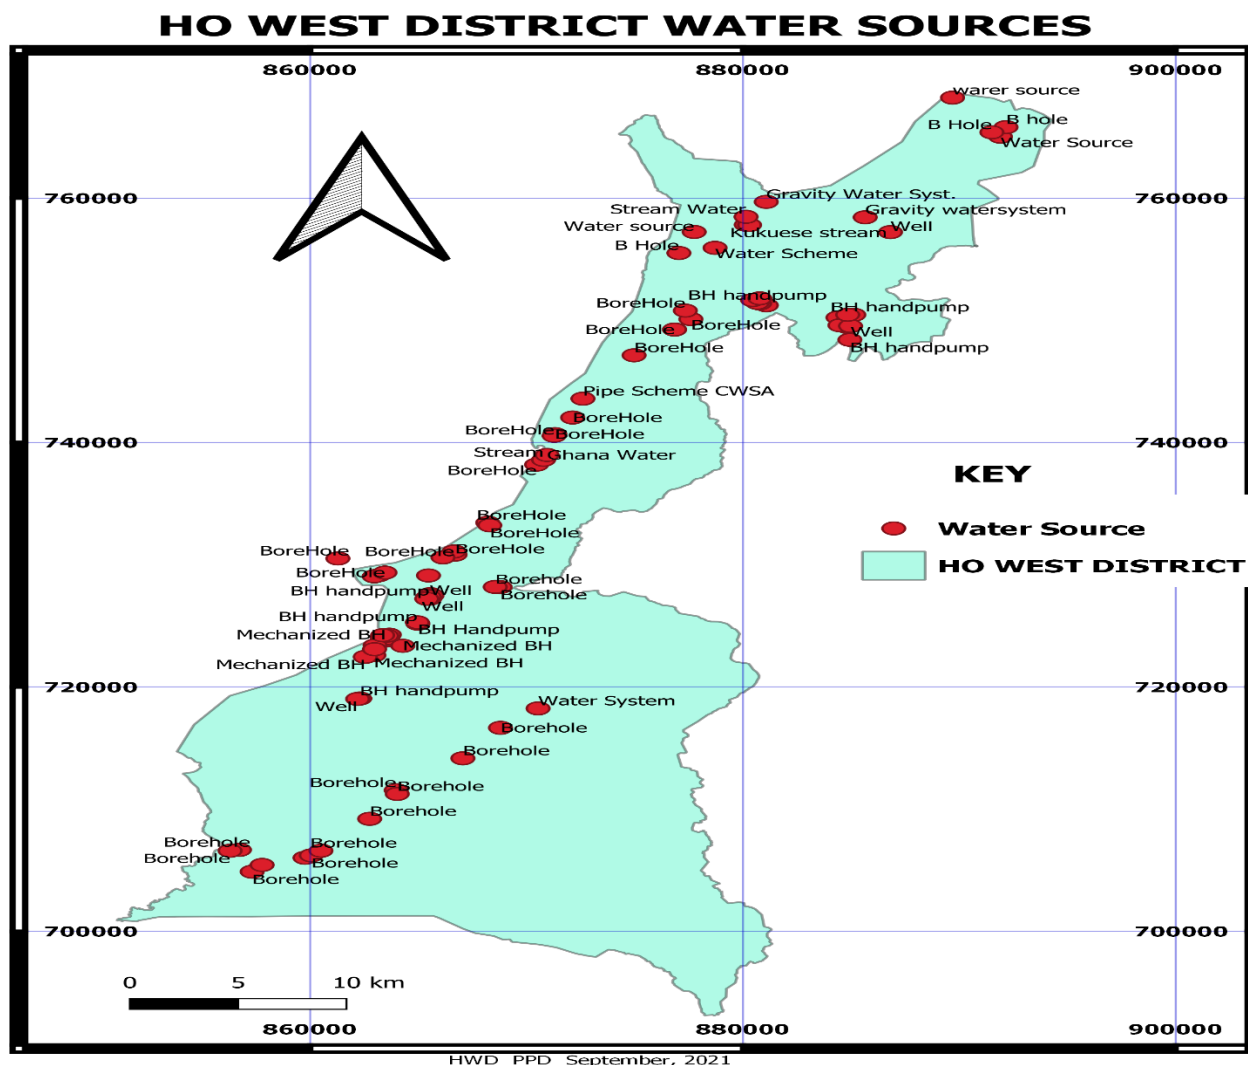 HO WEST DISTRICT WATER SOURCES
860000
880000
900000
warer source
B hole
B Hole
Water Source
760000
760000
Gravity Water Syst.
Stream Water
Gravity watersystem
Water source
Kukuese stream
Well
B Hole
Water Scheme
BH handpump
BoreHole
BH handpump
BoreHole
BoreHole
Well
BoreHole
BH handpump
Pipe Scheme CWSA
BoreHole
BoreHole
BoreHole
740000
740000
Stream
Ghana Water
BoreHole
KEY
Water Source
HO WEST DISTRICT
BoreHole
BoreHole
BoreHole
BoreHole
BoreHole
BoreHole
Borehole
BH handpump
Well
Borehole
Well
BH handpump
BH Handpump
Mechanized BH
Mechanized BH
Mechanized BH
Mechanized BH
720000
720000
BH handpump
Well
Water System
Borehole
Borehole
Borehole
Borehole
Borehole
Borehole
Borehole
Borehole
Borehole
Borehole
700000
700000
0 5 10 km
860000
880000
900000
HWD PPD September, 2021